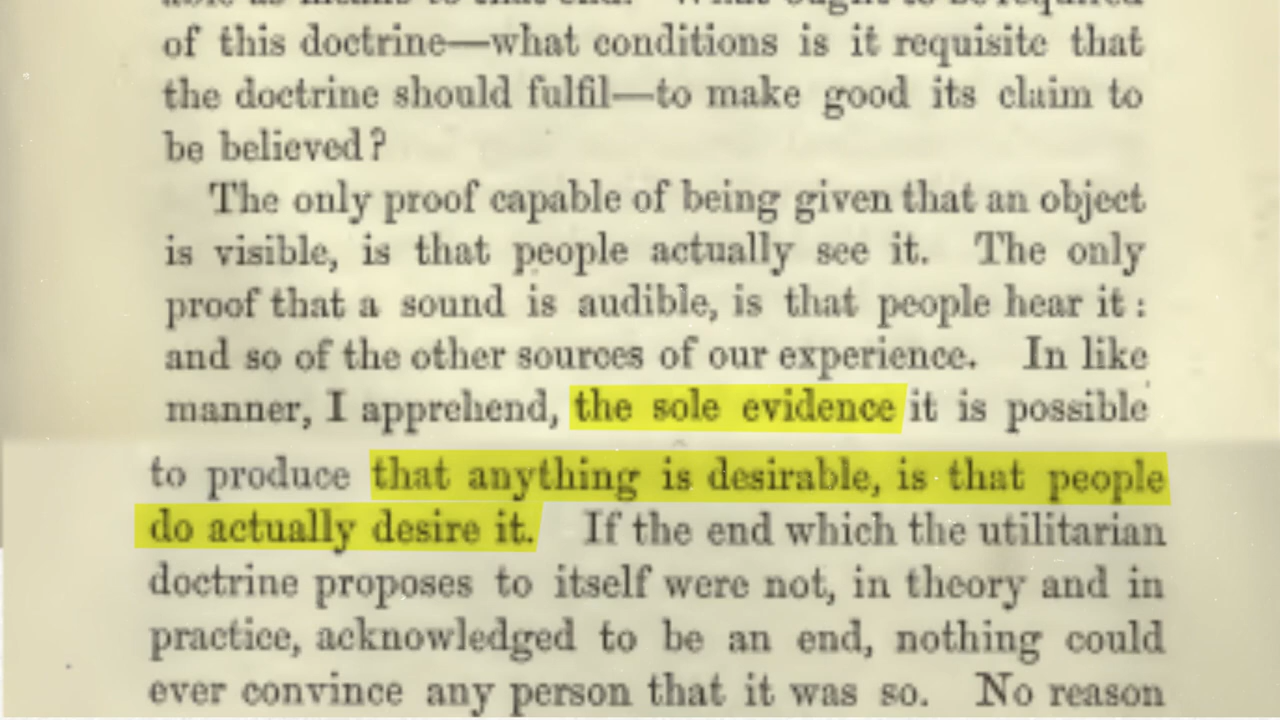 of this doctrine—what conditions is it requisite that
the doctrine should fulfil—to make good its claim to
be believed?
The only proof capable of being given that an object
is visible, is that people actually see it. The only
proof that a sound is audible, is that people hear it:
and so of the other sources of our experience. In like
manner, I apprehend, the sole evidence it is possible
to produce that anything is desirable, is that people
do actually desire it. If the end which the utilitarian
doctrine proposes to itself were not, in theory and in
practice, acknowledged to be an end, nothing could
ever convince any person that it was so. No reason